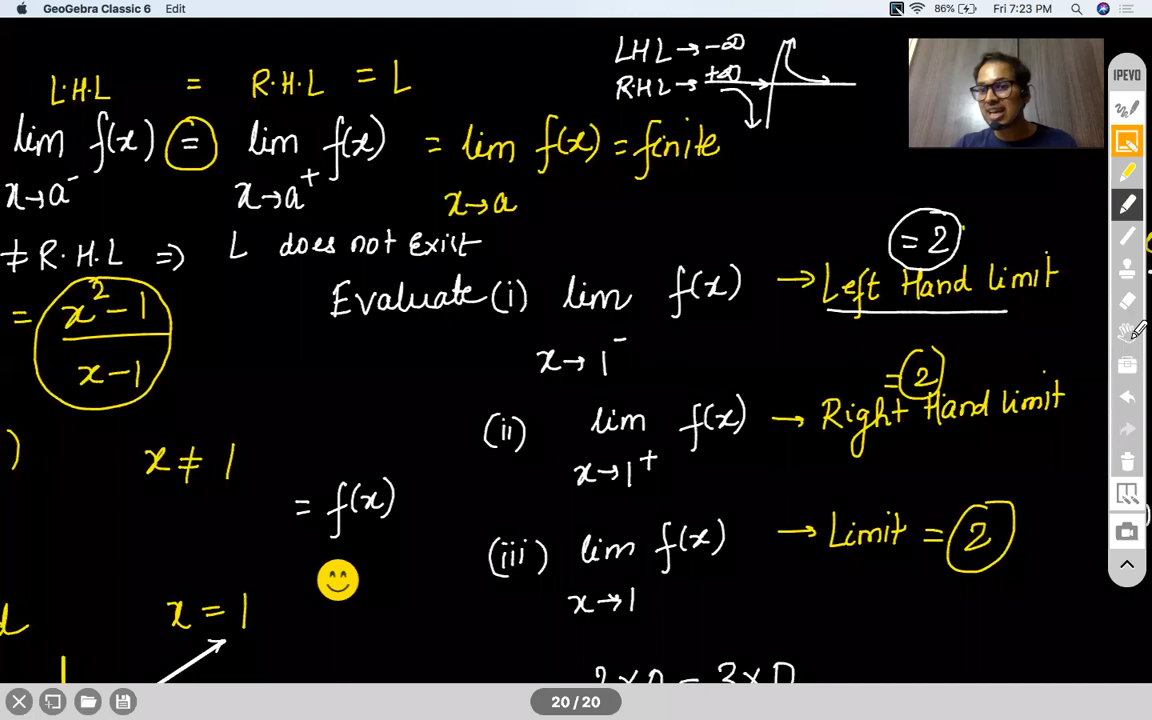 GeoGebra Classic 6 Edit 86% Fri 7:23 PM
LHL → -∞
RHL → +∞
L.H.L = R.H.L = L
lim f(x) = lim f(x) = lim f(x) = finite
x→a⁻ x→a⁺ x→a
≠ R.H.L ⇒ L does not Exist
= 2
= x²-1
x-1
Evaluate (i) lim f(x) → Left Hand limit
x→1⁻
= 2
(ii) lim f(x) → Right Hand limit
x→1⁺
) x ≠ 1
= f(x)
(iii) lim f(x) → Limit = 2
x→1
x = 1
IPEVO
20/20